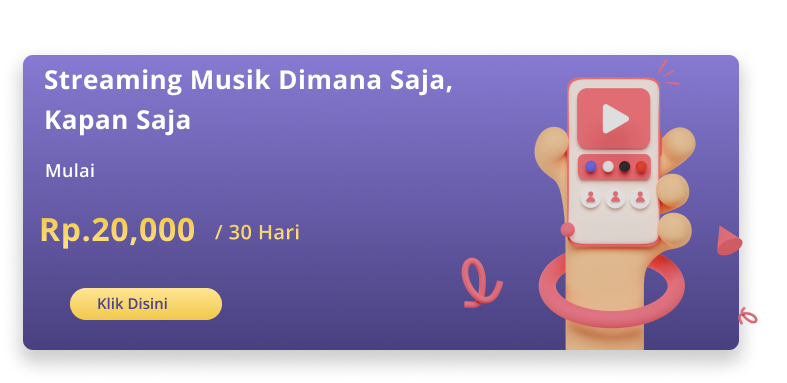 Streaming Musik Dimana Saja,
Kapan Saja
Mulai
Rp.20,000 / 30 Hari
Klik Disini